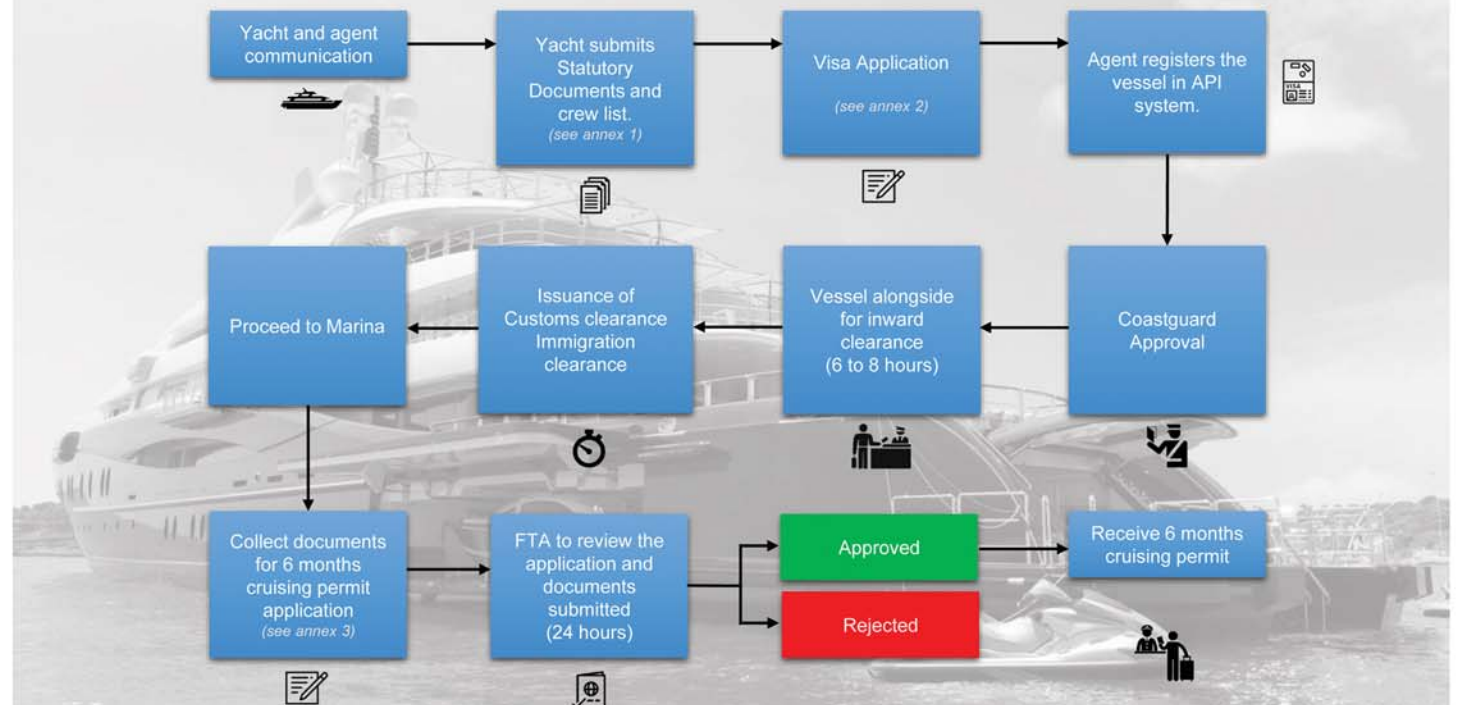 Yacht and agent
communication
Yacht submits
Statutory
Documents and
crew list.
(see annex 1)
Visa Application
(see annex 2)
Agent registers the
vessel in API
system.
VISA
Coastguard
Approval
Vessel alongside
for inward
clearance
(6 to 8 hours)
Issuance of
Customs clearance
Immigration
clearance
Proceed to Marina
Collect documents
for 6 months
cruising permit
application
(see annex 3)
FTA to review the
application and
documents
submitted
(24 hours)
Approved
Rejected
Receive 6 months
cruising permit